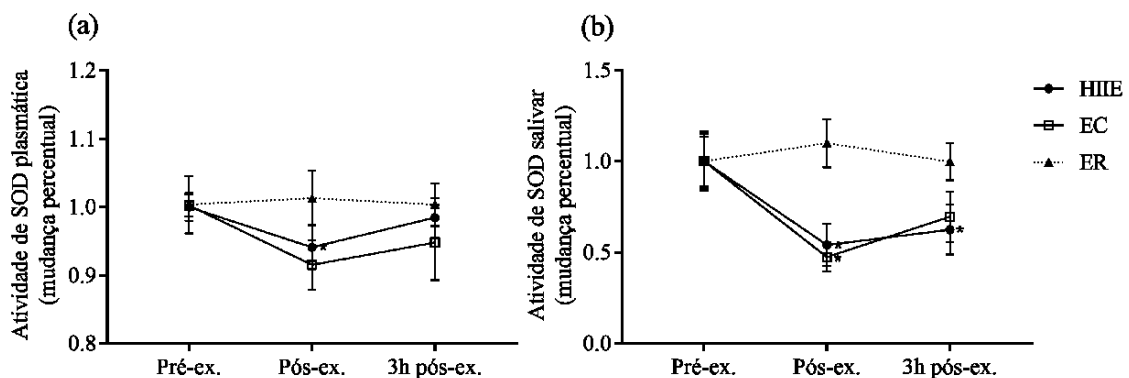 (a)
Atividade de SOD plasmática
(mudança percentual)
1.2
1.1
1.0
0.9
0.8
*
Pré-ex.
Pós-ex.
3h pós-ex.
(b)
Atividade de SOD salivar
(mudança percentual)
1.5
1.0
0.5
0.0
*
*
*
Pré-ex.
Pós-ex.
3h pós-ex.
HIIE
EC
ER